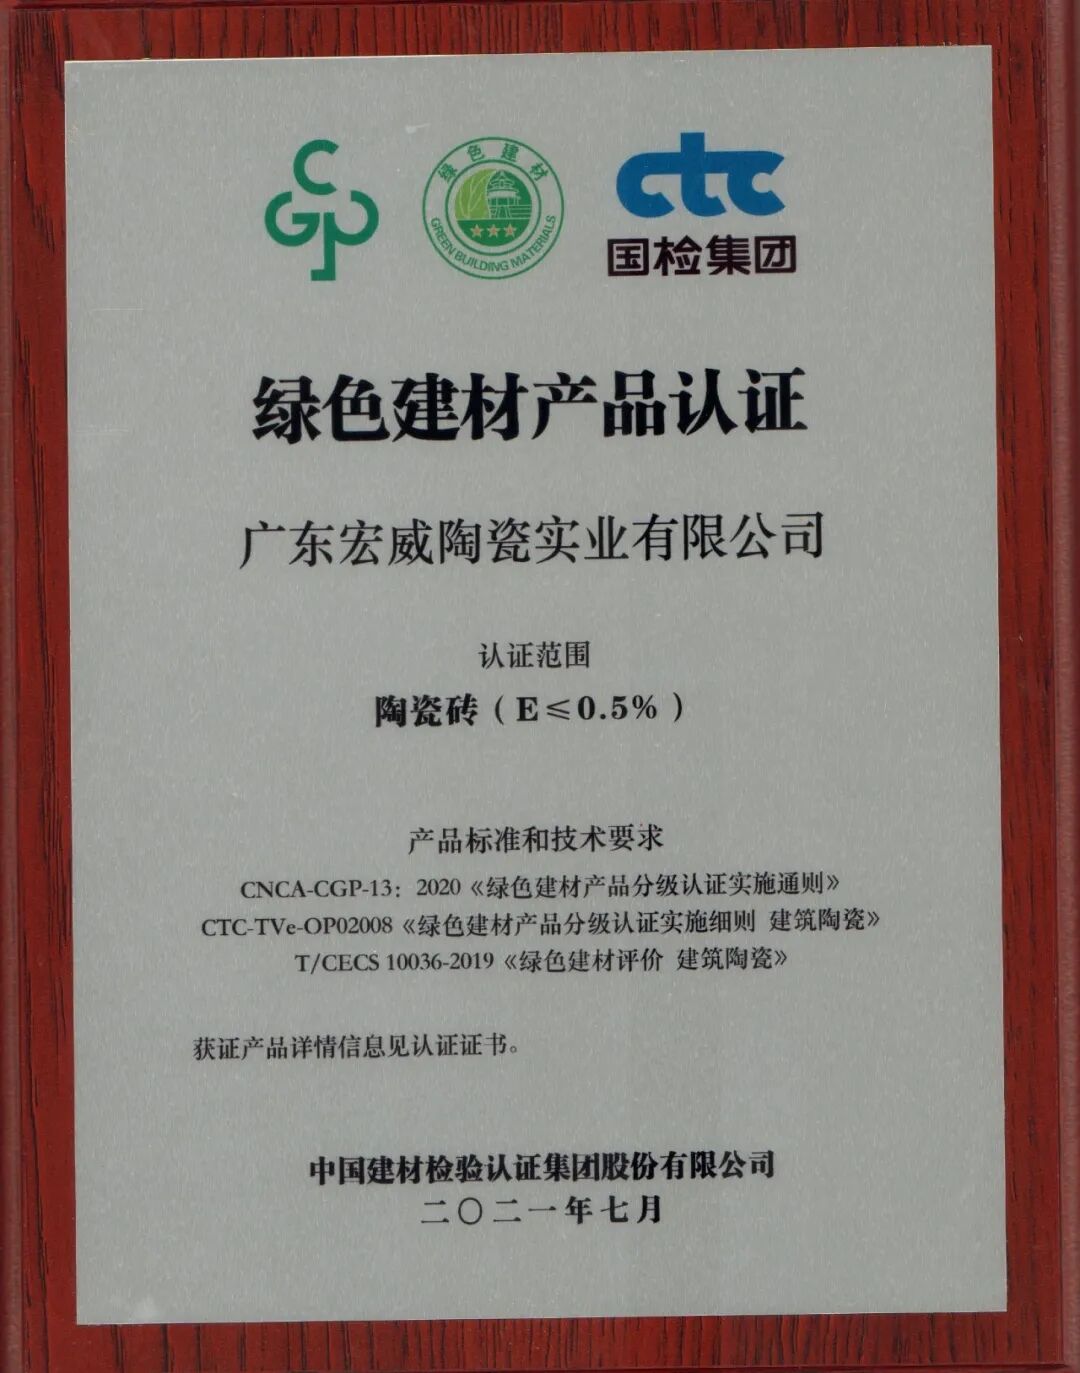 CGP
绿色建材
GREEN BUILDING MATERIALS
ctc
国检集团
绿色建材产品认证
广东宏威陶瓷实业有限公司
认证范围
陶瓷砖（E≤0.5%）
产品标准和技术要求
CNCA-CGP-13：2020《绿色建材产品分级认证实施通则》
CTC-TVe-OP02008《绿色建材产品分级认证实施细则 建筑陶瓷》
T/CECS 10036-2019《绿色建材评价 建筑陶瓷》
获证产品详情信息见认证证书。
中国建材检验认证集团股份有限公司
二〇二一年七月